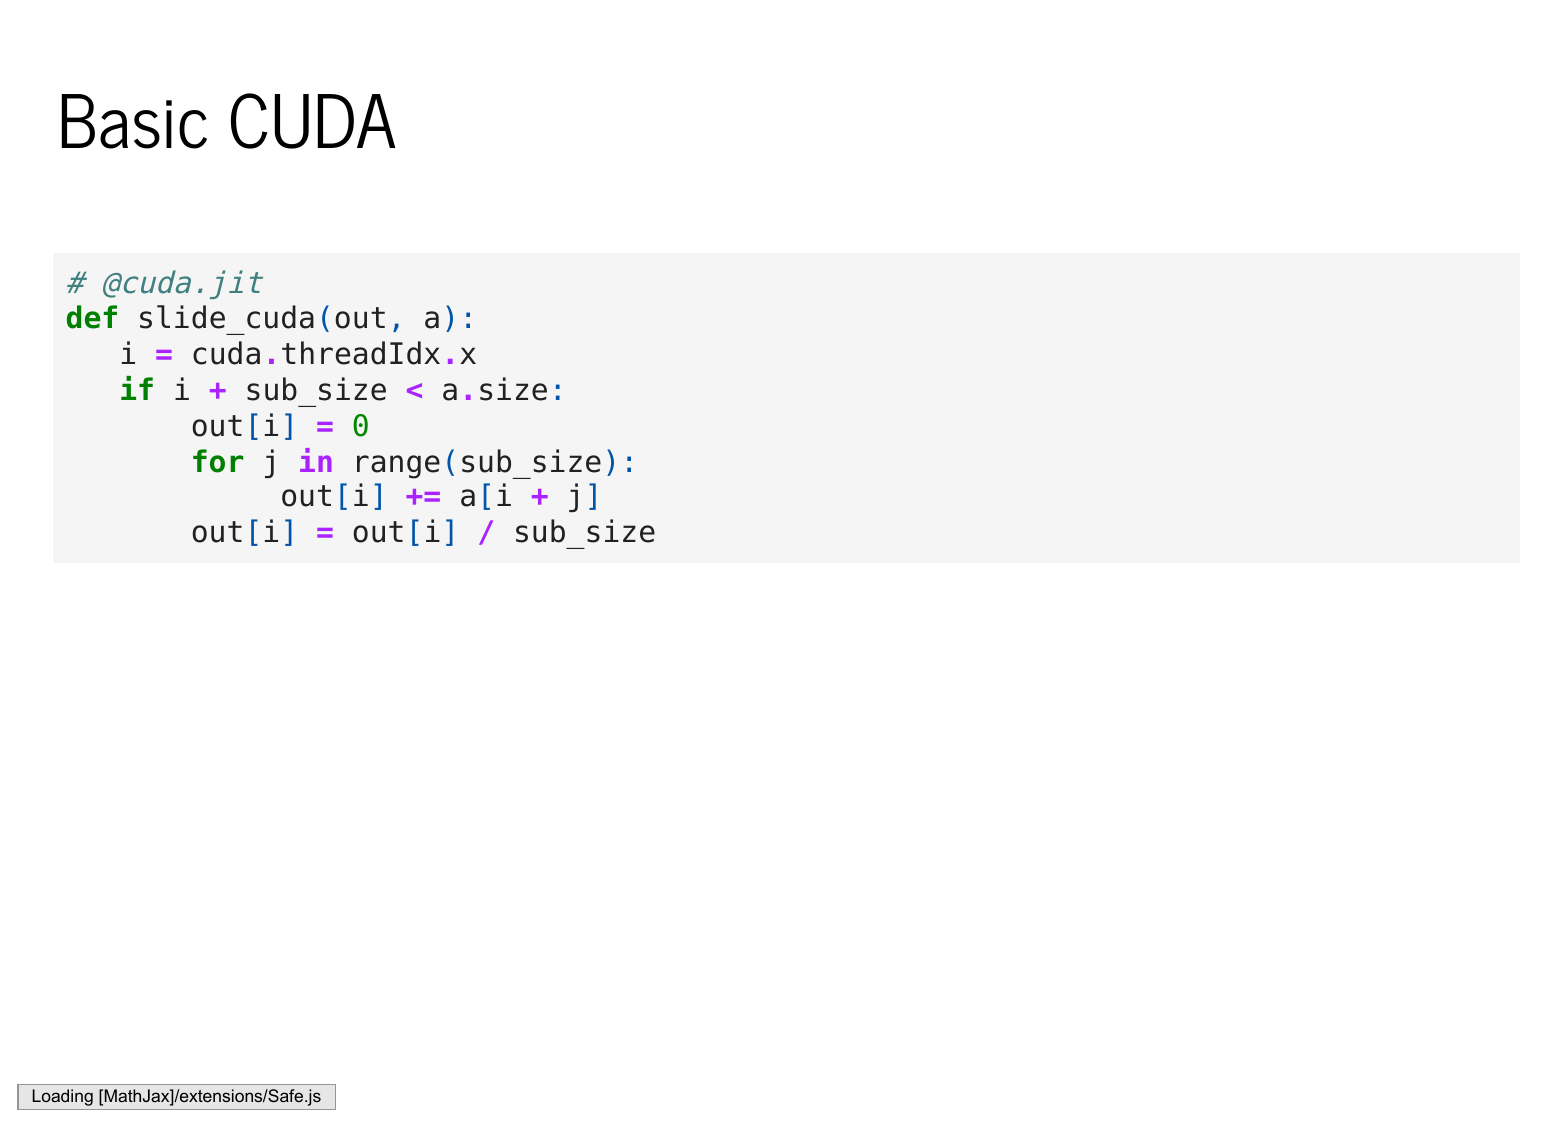 Basic CUDA
# @cuda.jit
def slide_cuda(out, a):
   i = cuda.threadIdx.x
   if i + sub_size < a.size:
       out[i] = 0
       for j in range(sub_size):
            out[i] += a[i + j]
       out[i] = out[i] / sub_size
Loading [MathJax]/extensions/Safe.js